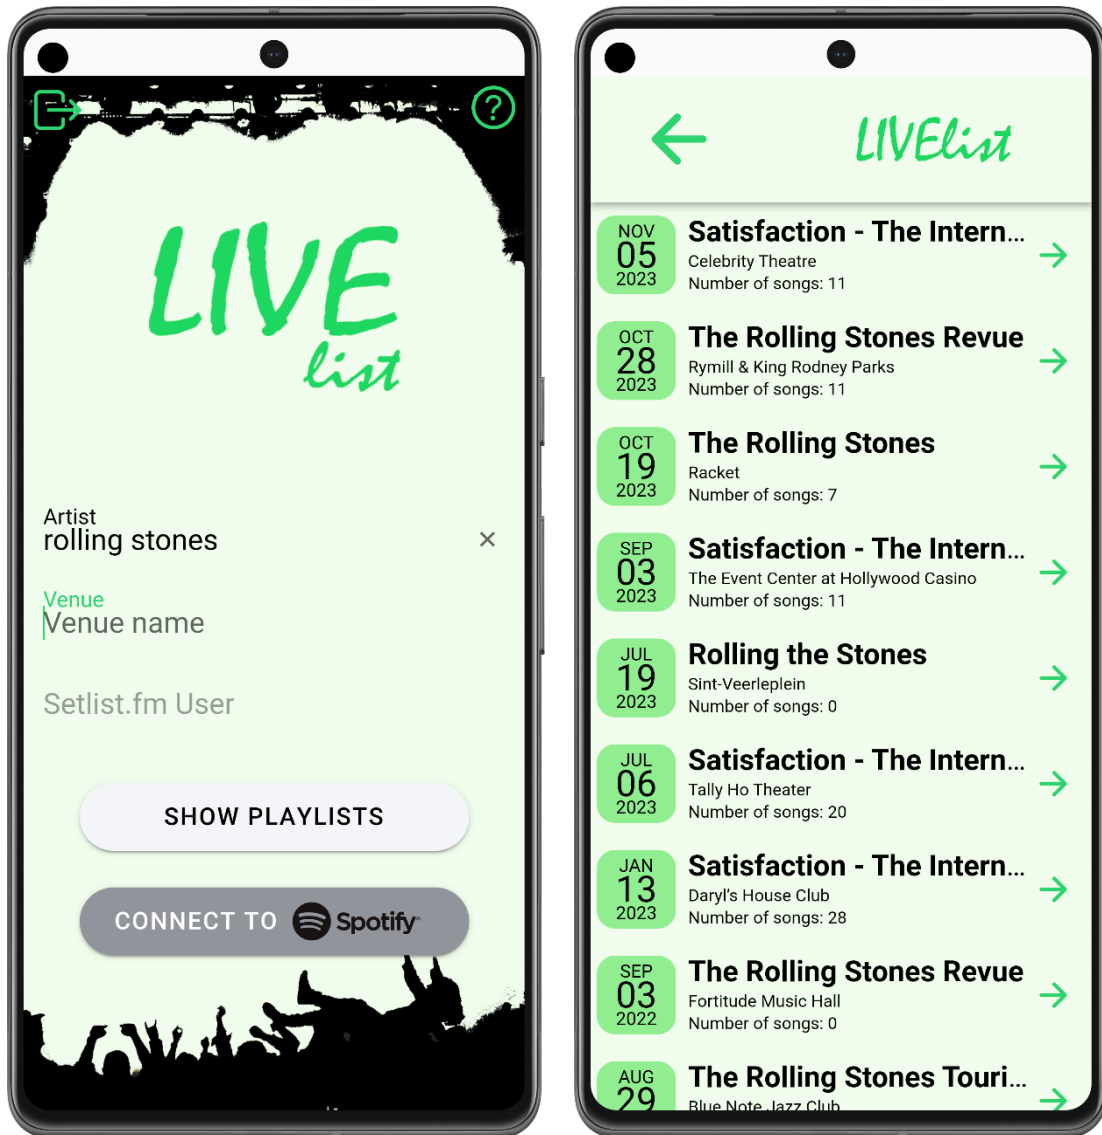 LIVE
list
Artist
rolling stones
Venue
Venue name
Setlist.fm User
SHOW PLAYLISTS
CONNECT TO Spotify
LIVElist
NOV
05
2023
Satisfaction - The Intern...
Celebrity Theatre
Number of songs: 11
OCT
28
2023
The Rolling Stones Revue
Rymill & King Rodney Parks
Number of songs: 11
OCT
19
2023
The Rolling Stones
Racket
Number of songs: 7
SEP
03
2023
Satisfaction - The Intern...
The Event Center at Hollywood Casino
Number of songs: 11
JUL
19
2023
Rolling the Stones
Sint-Veerleplein
Number of songs: 0
JUL
06
2023
Satisfaction - The Intern...
Tally Ho Theater
Number of songs: 20
JAN
13
2023
Satisfaction - The Intern...
Daryl's House Club
Number of songs: 28
SEP
03
2022
The Rolling Stones Revue
Fortitude Music Hall
Number of songs: 0
AUG
29
The Rolling Stones Touri...
Blue Note Jazz Club